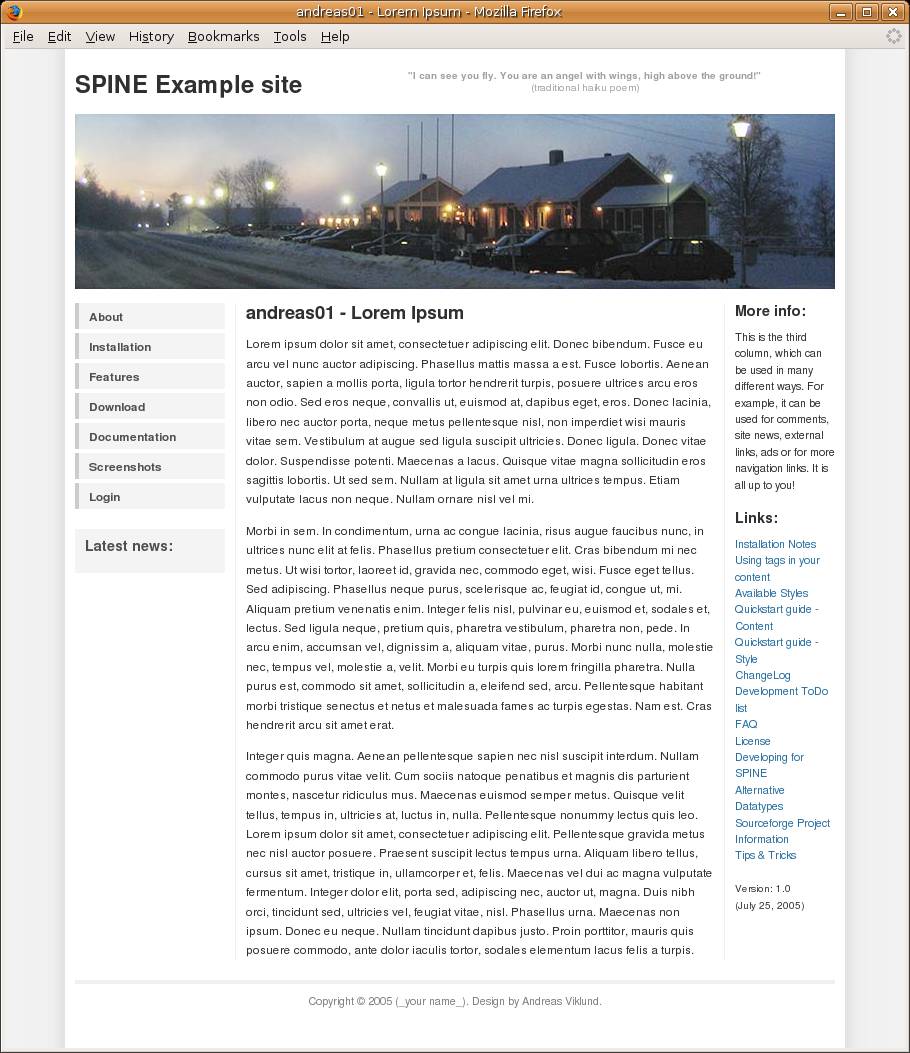 andreas01 - Lorem Ipsum - Mozilla Firefox
File Edit View History Bookmarks Tools Help
SPINE Example site
"I can see you fly. You are an angel with wings, high above the ground!"
(traditional haiku poem)
About
Installation
Features
Download
Documentation
Screenshots
Login
Latest news:
andreas01 - Lorem Ipsum
Lorem ipsum dolor sit amet, consectetuer adipiscing elit. Donec bibendum. Fusce eu
arcu vel nunc auctor adipiscing. Phasellus mattis massa a est. Fusce lobortis. Aenean
auctor, sapien a mollis porta, ligula tortor hendrerit turpis, posuere ultrices arcu eros
non odio. Sed eros neque, convallis ut, euismod at, dapibus eget, eros. Donec lacinia,
libero nec auctor porta, neque metus pellentesque nisl, non imperdiet wisi mauris
vitae sem. Vestibulum at augue sed ligula suscipit ultricies. Donec ligula. Donec vitae
dolor. Suspendisse potenti. Maecenas a lacus. Quisque vitae magna sollicitudin eros
sagittis lobortis. Ut sed sem. Nullam at ligula sit amet urna ultrices tempus. Etiam
vulputate lacus non neque. Nullam ornare nisl vel mi.
Morbi in sem. In condimentum, urna ac congue lacinia, risus augue faucibus nunc, in
ultrices nunc elit at felis. Phasellus pretium consectetuer elit. Cras bibendum mi nec
metus. Ut wisi tortor, laoreet id, gravida nec, commodo eget, wisi. Fusce eget tellus.
Sed adipiscing. Phasellus neque purus, scelerisque ac, feugiat id, congue ut, mi.
Aliquam pretium venenatis enim. Integer felis nisl, pulvinar eu, euismod et, sodales et,
lectus. Sed ligula neque, pretium quis, pharetra vestibulum, pharetra non, pede. In
arcu enim, accumsan vel, dignissim a, aliquam vitae, purus. Morbi nunc nulla, molestie
nec, tempus vel, molestie a, velit. Morbi eu turpis quis lorem fringilla pharetra. Nulla
purus est, commodo sit amet, sollicitudin a, eleifend sed, arcu. Pellentesque habitant
morbi tristique senectus et netus et malesuada fames ac turpis egestas. Nam est. Cras
hendrerit arcu sit amet erat.
Integer quis magna. Aenean pellentesque sapien nec nisl suscipit interdum. Nullam
commodo purus vitae velit. Cum sociis natoque penatibus et magnis dis parturient
montes, nascetur ridiculus mus. Maecenas euismod semper metus. Quisque velit
tellus, tempus in, ultricies at, luctus in, nulla. Pellentesque nonummy lectus quis leo.
Lorem ipsum dolor sit amet, consectetuer adipiscing elit. Pellentesque gravida metus
nec nisl auctor posuere. Praesent suscipit lectus tempus urna. Aliquam libero tellus,
cursus sit amet, tristique in, ullamcorper et, felis. Maecenas vel dui ac magna vulputate
fermentum. Integer dolor elit, porta sed, adipiscing nec, auctor ut, magna. Duis nibh
orci, tincidunt sed, ultricies vel, feugiat vitae, nisl. Phasellus urna. Maecenas non
ipsum. Donec eu neque. Nullam tincidunt dapibus justo. Proin porttitor, mauris quis
posuere commodo, ante dolor iaculis tortor, sodales elementum lacus felis a turpis.
More info:
This is the third
column, which can
be used in many
different ways. For
example, it can be
used for comments,
site news, external
links, ads or for more
navigation links. It is
all up to you!
Links:
Installation Notes
Using tags in your
content
Available Styles
Quickstart guide -
Content
Quickstart guide -
Style
ChangeLog
Development ToDo
list
FAQ
License
Developing for
SPINE
Alternative
Datatypes
Sourceforge Project
Information
Tips & Tricks
Version: 1.0
(July 25, 2005)
Copyright © 2005 (_your name_). Design by Andreas Viklund.